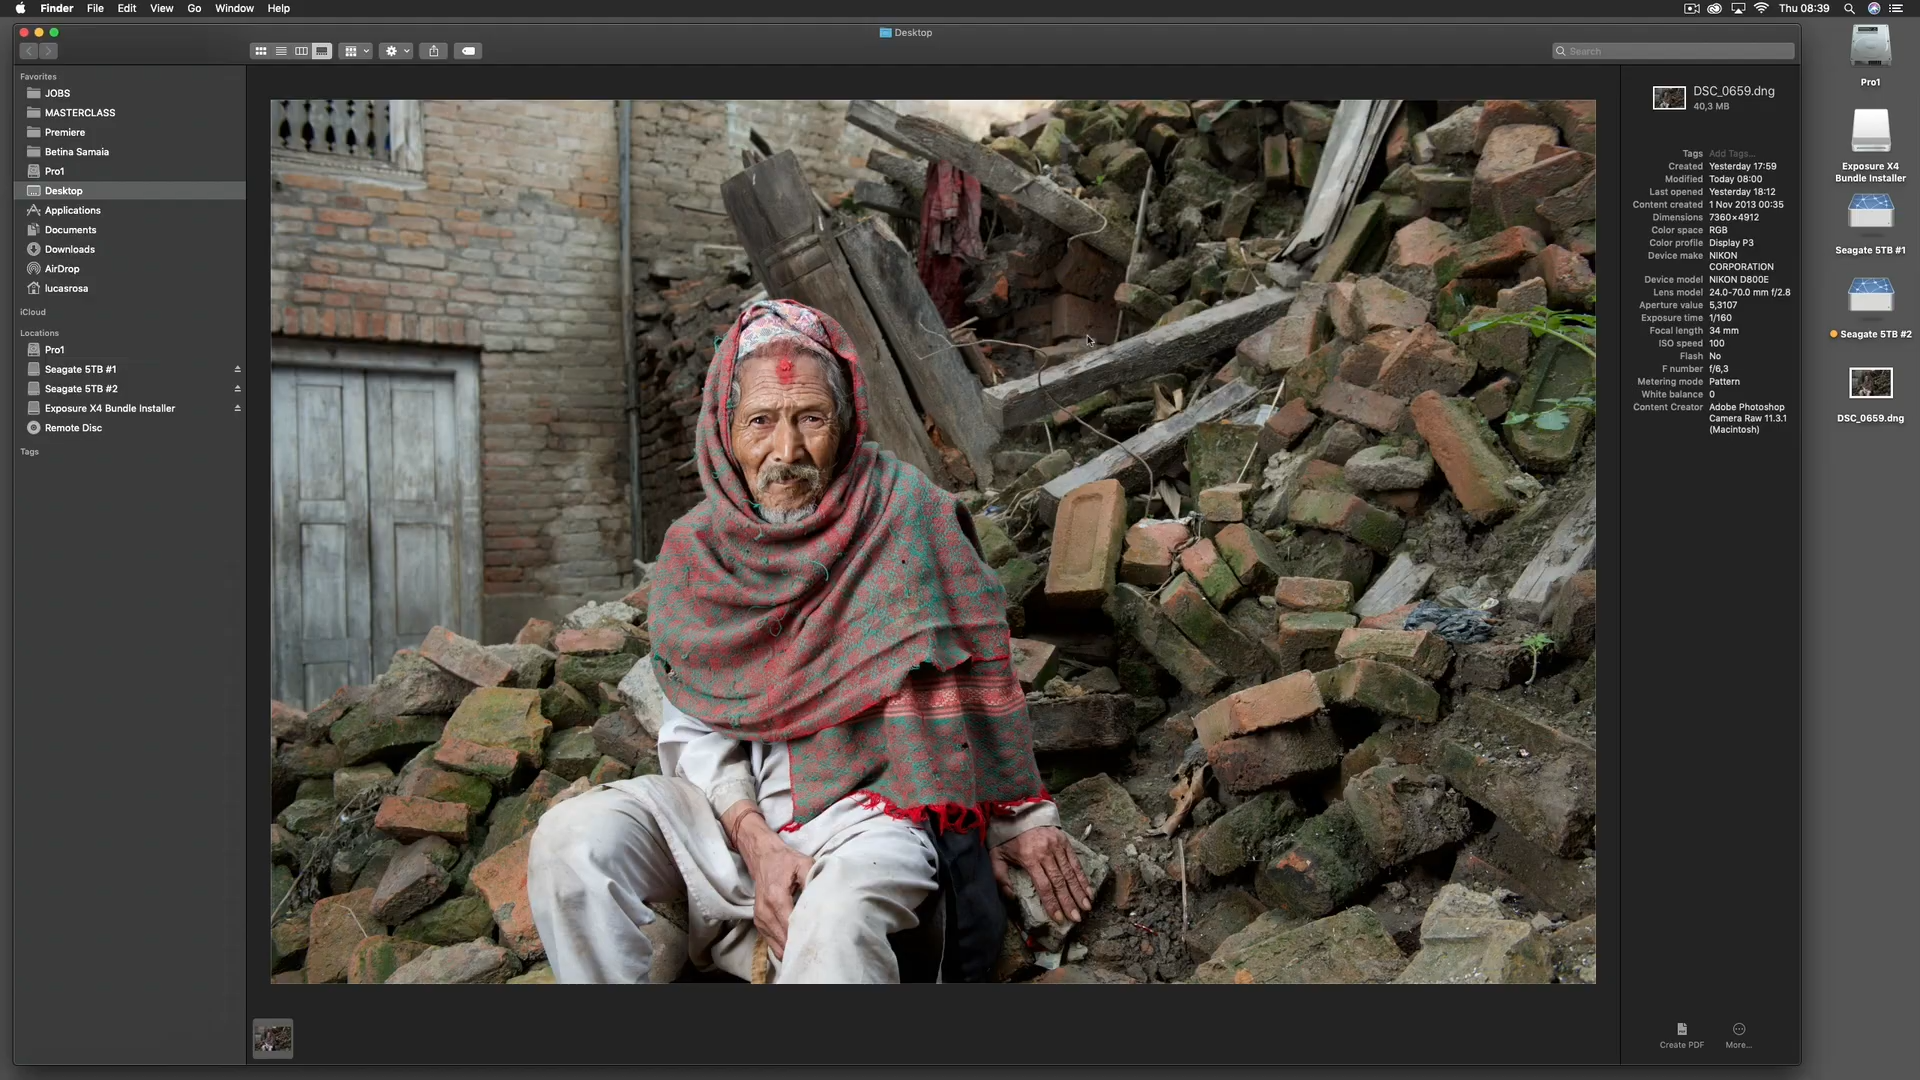 Finder File Edit View Go Window Help
Thu 08:39
Desktop
Search
Favorites
JOBS
MASTERCLASS
Premiere
Betina Samaia
Pro1
Desktop
Applications
Documents
Downloads
AirDrop
lucasrosa
iCloud
Locations
Pro1
Seagate 5TB #1
Seagate 5TB #2
Exposure X4 Bundle Installer
Remote Disc
Tags
DSC_0659.dng
40,3 MB
Tags Add Tags...
Created Yesterday 17:59
Modified Today 08:00
Last opened Yesterday 18:12
Content created 1 Nov 2013 00:35
Dimensions 7360×4912
Color space RGB
Color profile Display P3
Device make NIKON
CORPORATION
Device model NIKON D800E
Lens model 24.0-70.0 mm f/2.8
Aperture value 5,3107
Exposure time 1/160
Focal length 34 mm
ISO speed 100
Flash No
F number f/6,3
Metering mode Pattern
White balance 0
Content Creator Adobe Photoshop
Camera Raw 11.3.1
(Macintosh)
Create PDF
More...
Pro1
Exposure X4
Bundle Installer
Seagate 5TB #1
Seagate 5TB #2
DSC_0659.dng